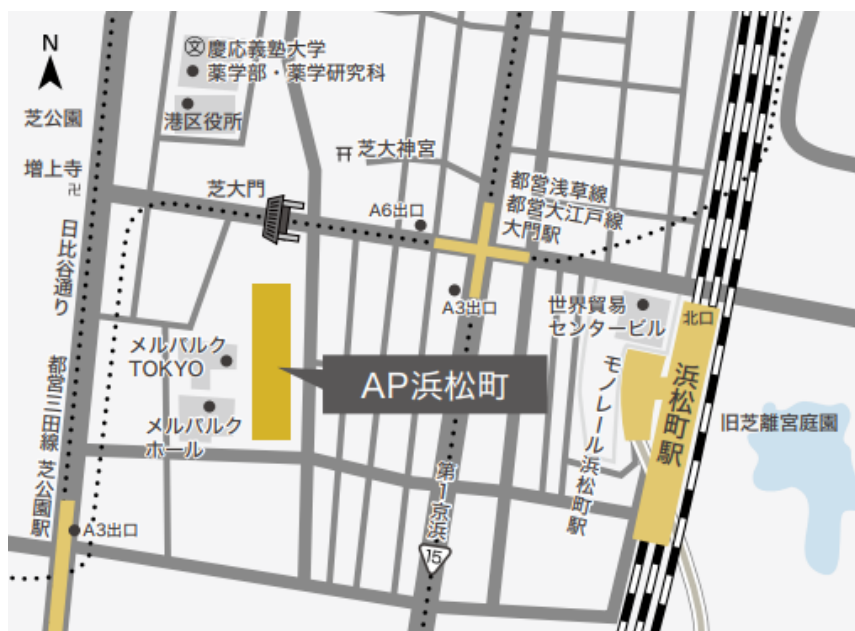 N
慶応義塾大学
薬学部・薬学研究科
芝公園
港区役所
増上寺
芝大神宮
芝大門
A6出口
都営浅草線
都営大江戸線
大門駅
日比谷通り
A3出口
世界貿易
センタービル
北口
メルパルク
TOKYO
AP浜松町
モノレール浜松町駅
浜松町駅
旧芝離宮庭園
メルパルク
ホール
都営三田線 芝公園駅
第1京浜
15
A3出口